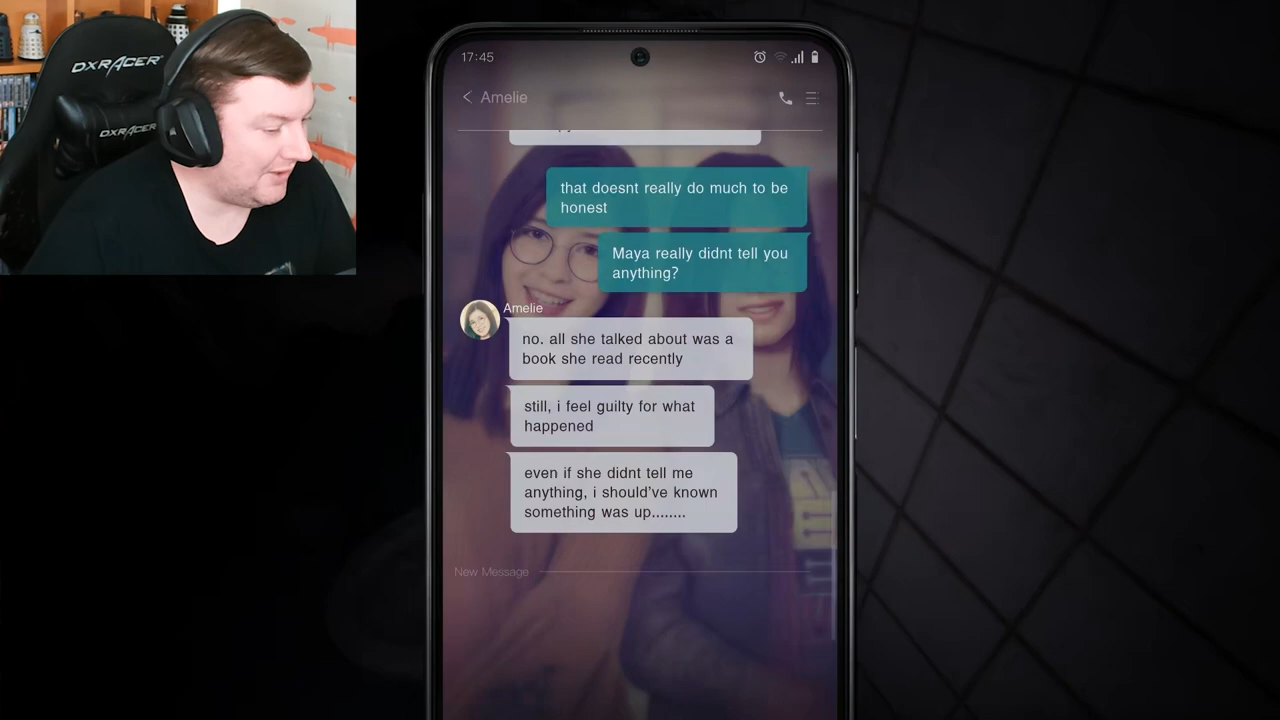 DXRACER
DXRACER
17:45
Amelie
that doesnt really do much to be
honest
Maya really didnt tell you
anything?
Amelie
no. all she talked about was a
book she read recently
still, i feel guilty for what
happened
even if she didnt tell me
anything, i should've known
something was up........
New Message